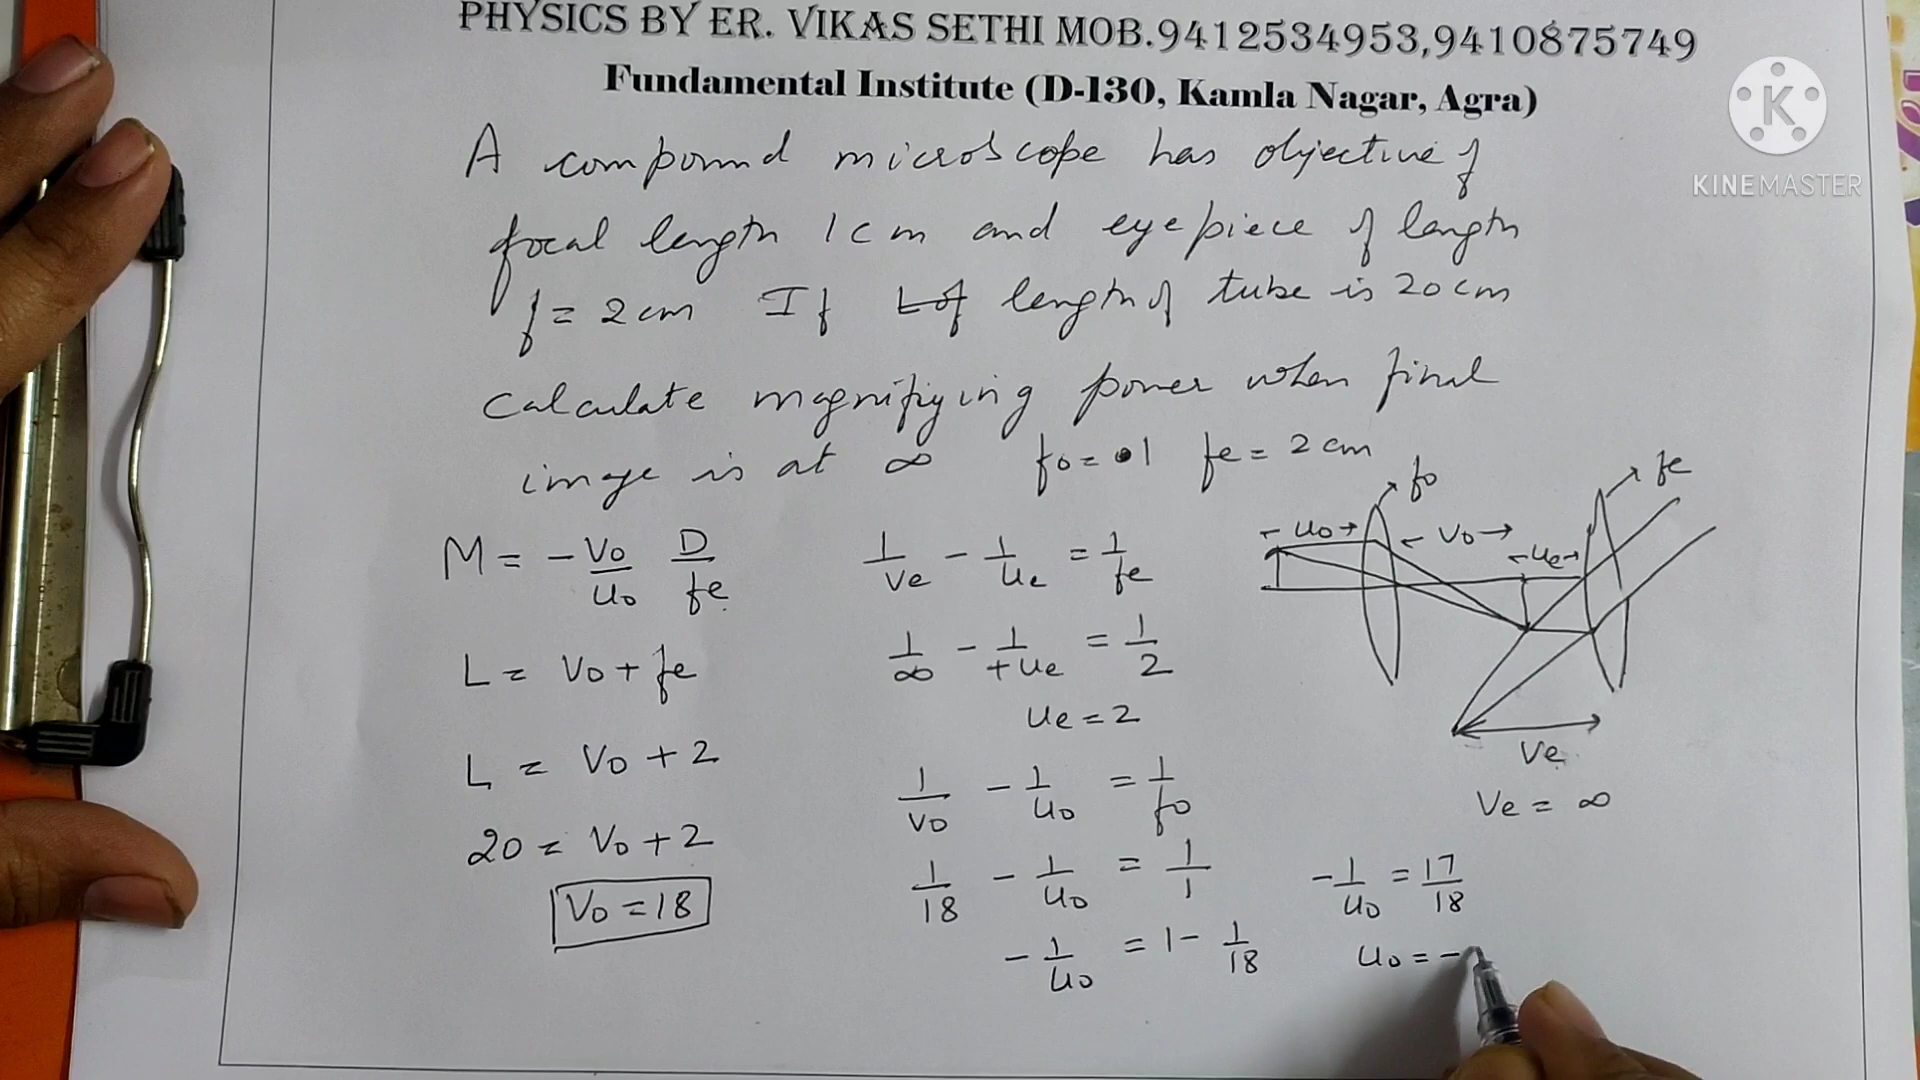 PHYSICS BY ER. VIKAS SETHI MOB.9412534953,9410875749
Fundamental Institute (D-130, Kamla Nagar, Agra)
K
KINEMASTER
A compound microscope has objective of
focal length 1cm and eyepiece of length
f = 2cm If length of tube is 20cm
calculate magnifying power when final
image is at ∞ fo = 1 fe = 2 cm
M = - Vo/uo D/fe
L = Vo + fe
L = Vo + 2
20 = Vo + 2
Vo = 18
1/ve - 1/ue = 1/fe
1/∞ - 1/+ue = 1/2
ue = 2
1/vo - 1/uo = 1/fo
1/18 - 1/uo = 1/1
- 1/uo = 1 - 1/18
fo
fe
uo
Vo
ue
Ve
Ve = ∞
- 1/uo = 17/18
uo = -